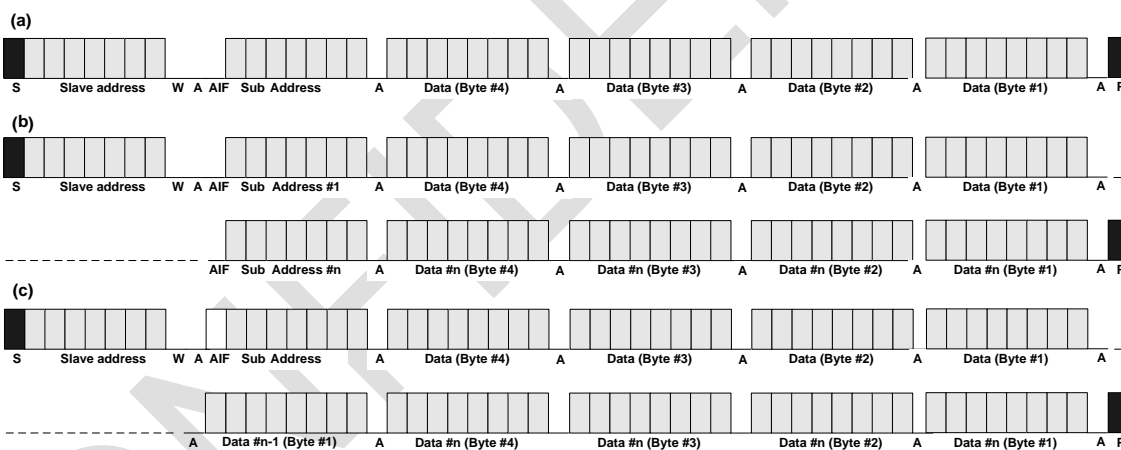 (a)
S Slave address W A AIF Sub Address A Data (Byte #4) A Data (Byte #3) A Data (Byte #2) A Data (Byte #1) A
(b)
S Slave address W A AIF Sub Address #1 A Data (Byte #4) A Data (Byte #3) A Data (Byte #2) A Data (Byte #1) A
AIF Sub Address #n A Data #n (Byte #4) A Data #n (Byte #3) A Data #n (Byte #2) A Data #n (Byte #1) A
(c)
S Slave address W A AIF Sub Address A Data (Byte #4) A Data (Byte #3) A Data (Byte #2) A Data (Byte #1) A
A Data #n-1 (Byte #1) A Data #n (Byte #4) Data #n (Byte #3) A Data #n (Byte #2) A Data #n (Byte #1) A